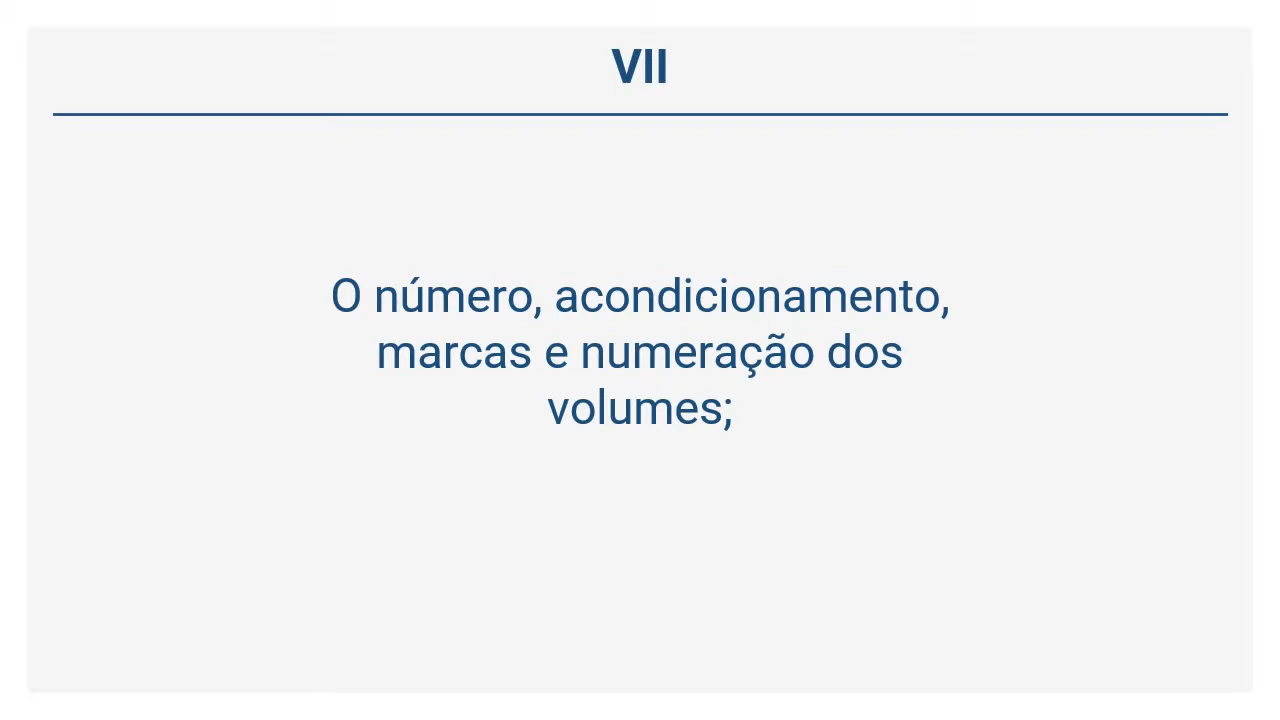 VII
O número, acondicionamento,
marcas e numeração dos
volumes;